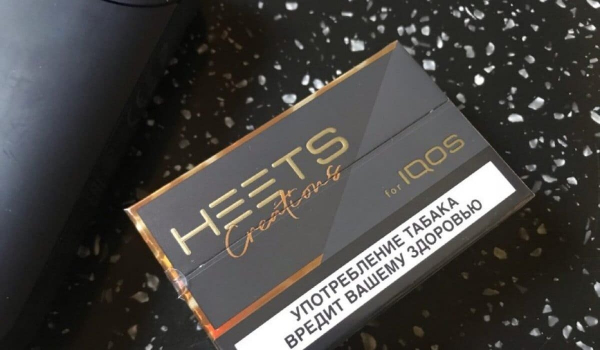 HEETS
Creations
for IQOS
УПОТРЕБЛЕНИЕ ТАБАКА
ВРЕДИТ ВАШЕМУ ЗДОРОВЬЮ